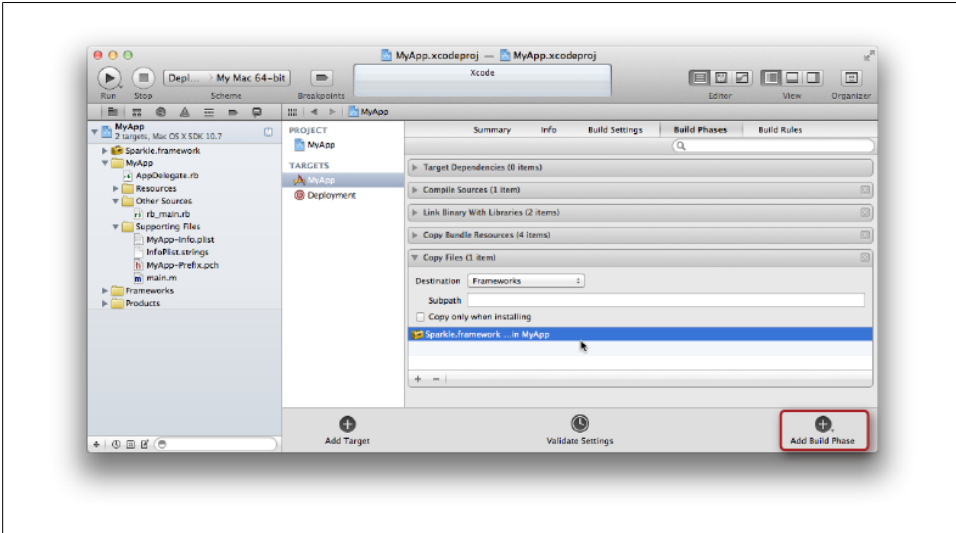 MyApp.xcodeproj — MyApp.xcodeproj
Depl... My Mac 64-bit
Xcode
Run Stop Scheme Breakpoints Editor View Organizer
MyApp
MyApp
2 targets, Mac OS X SDK 10.7
Sparkle.framework
MyApp
AppDelegate.rb
Resources
Other Sources
rb_main.rb
Supporting Files
MyApp-Info.plist
InfoPlist.strings
MyApp-Prefix.pch
main.m
Frameworks
Products
PROJECT
MyApp
TARGETS
MyApp
Deployment
Summary Info Build Settings Build Phases Build Rules
Target Dependencies (0 items)
Compile Sources (1 item)
Link Binary With Libraries (2 items)
Copy Bundle Resources (4 items)
Copy Files (1 item)
Destination Frameworks
Subpath
Copy only when installing
Sparkle.framework ...in MyApp
Add Target
Validate Settings
Add Build Phase